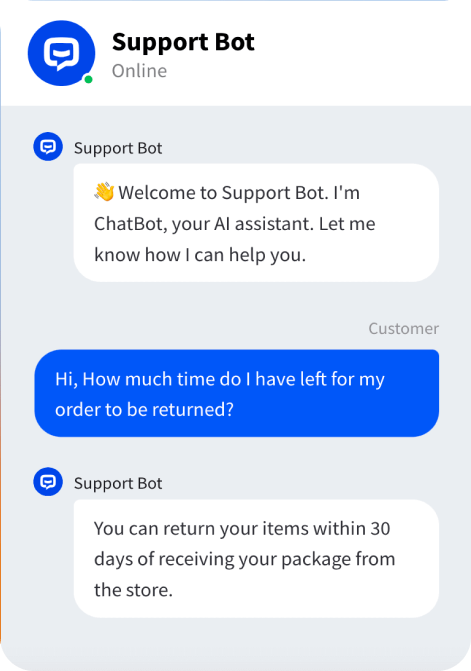 Support Bot
Online
Support Bot
👋 Welcome to Support Bot. I'm
ChatBot, your AI assistant. Let me
know how I can help you.
Customer
Hi, How much time do I have left for my
order to be returned?
Support Bot
You can return your items within 30
days of receiving your package from
the store.